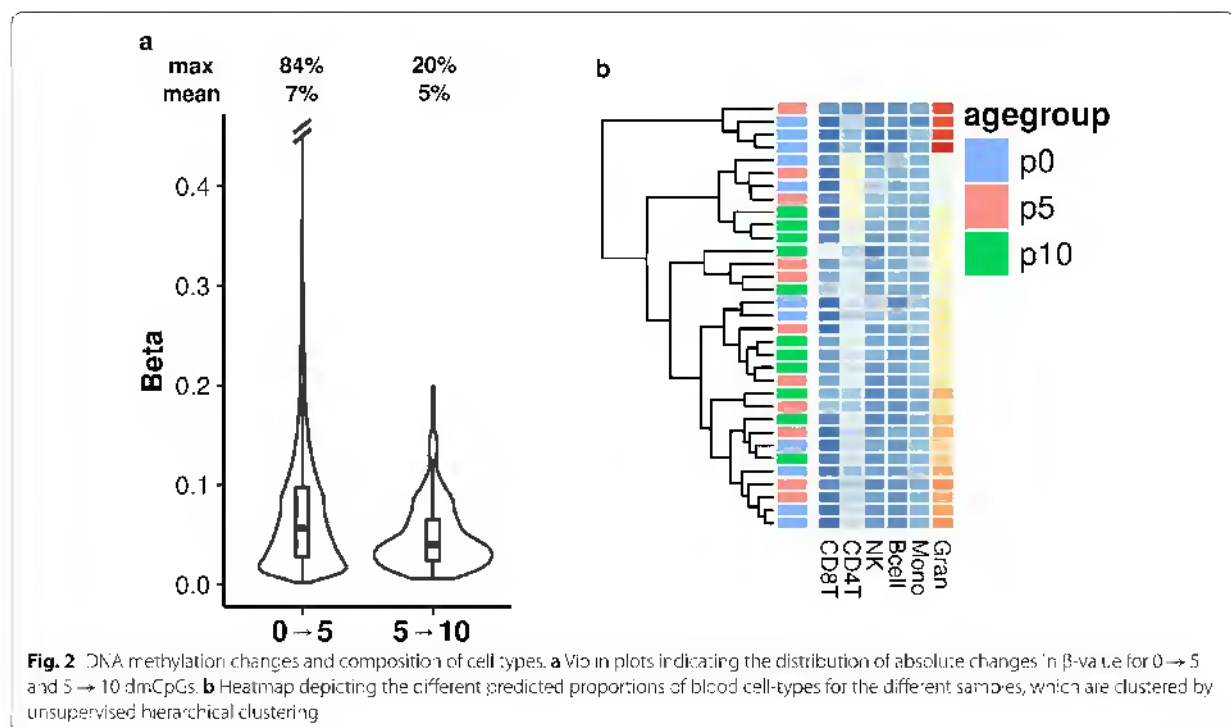 a
max 84% 20%
mean 7% 5%
Beta
0.4
0.3
0.2
0.1
0.0
0→5 5→10
b
agegroup
p0
p5
p10
CD8T
CD4T
NK
Bcell
Mono
Gran
Fig. 2 DNA methylation changes and composition of cell types. a Violin plots indicating the distribution of absolute changes in β-value for 0→ 5
and 5 → 10 dmCpGs. b Heatmap depicting the different predicted proportions of blood cell-types for the different samples, which are clustered by
unsupervised hierarchical clustering